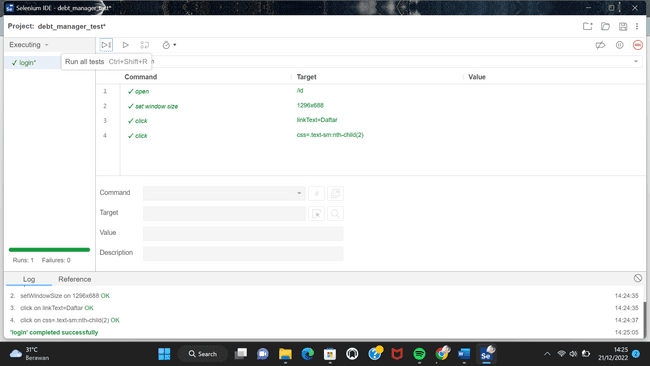 Selenium IDE - debt_manager_test*
Project: debt_manager_test*
Executing
Run all tests Ctrl+Shift+R
✓ login*
Command Target Value
1 ✓ open /id
2 ✓ set window size 1296x688
3 ✓ click linkText=Daftar
4 ✓ click css=.text-sm:nth-child(2)
Command
Target
Value
Description
Runs: 1 Failures: 0
Log Reference
2. setWindowSize on 1296x688 OK 14:24:35
3. click on linkText=Daftar OK 14:24:35
4. click on css=.text-sm:nth-child(2) OK 14:24:37
'login' completed successfully 14:25:05
31°C
Berawan
Search
14:25
21/12/2022